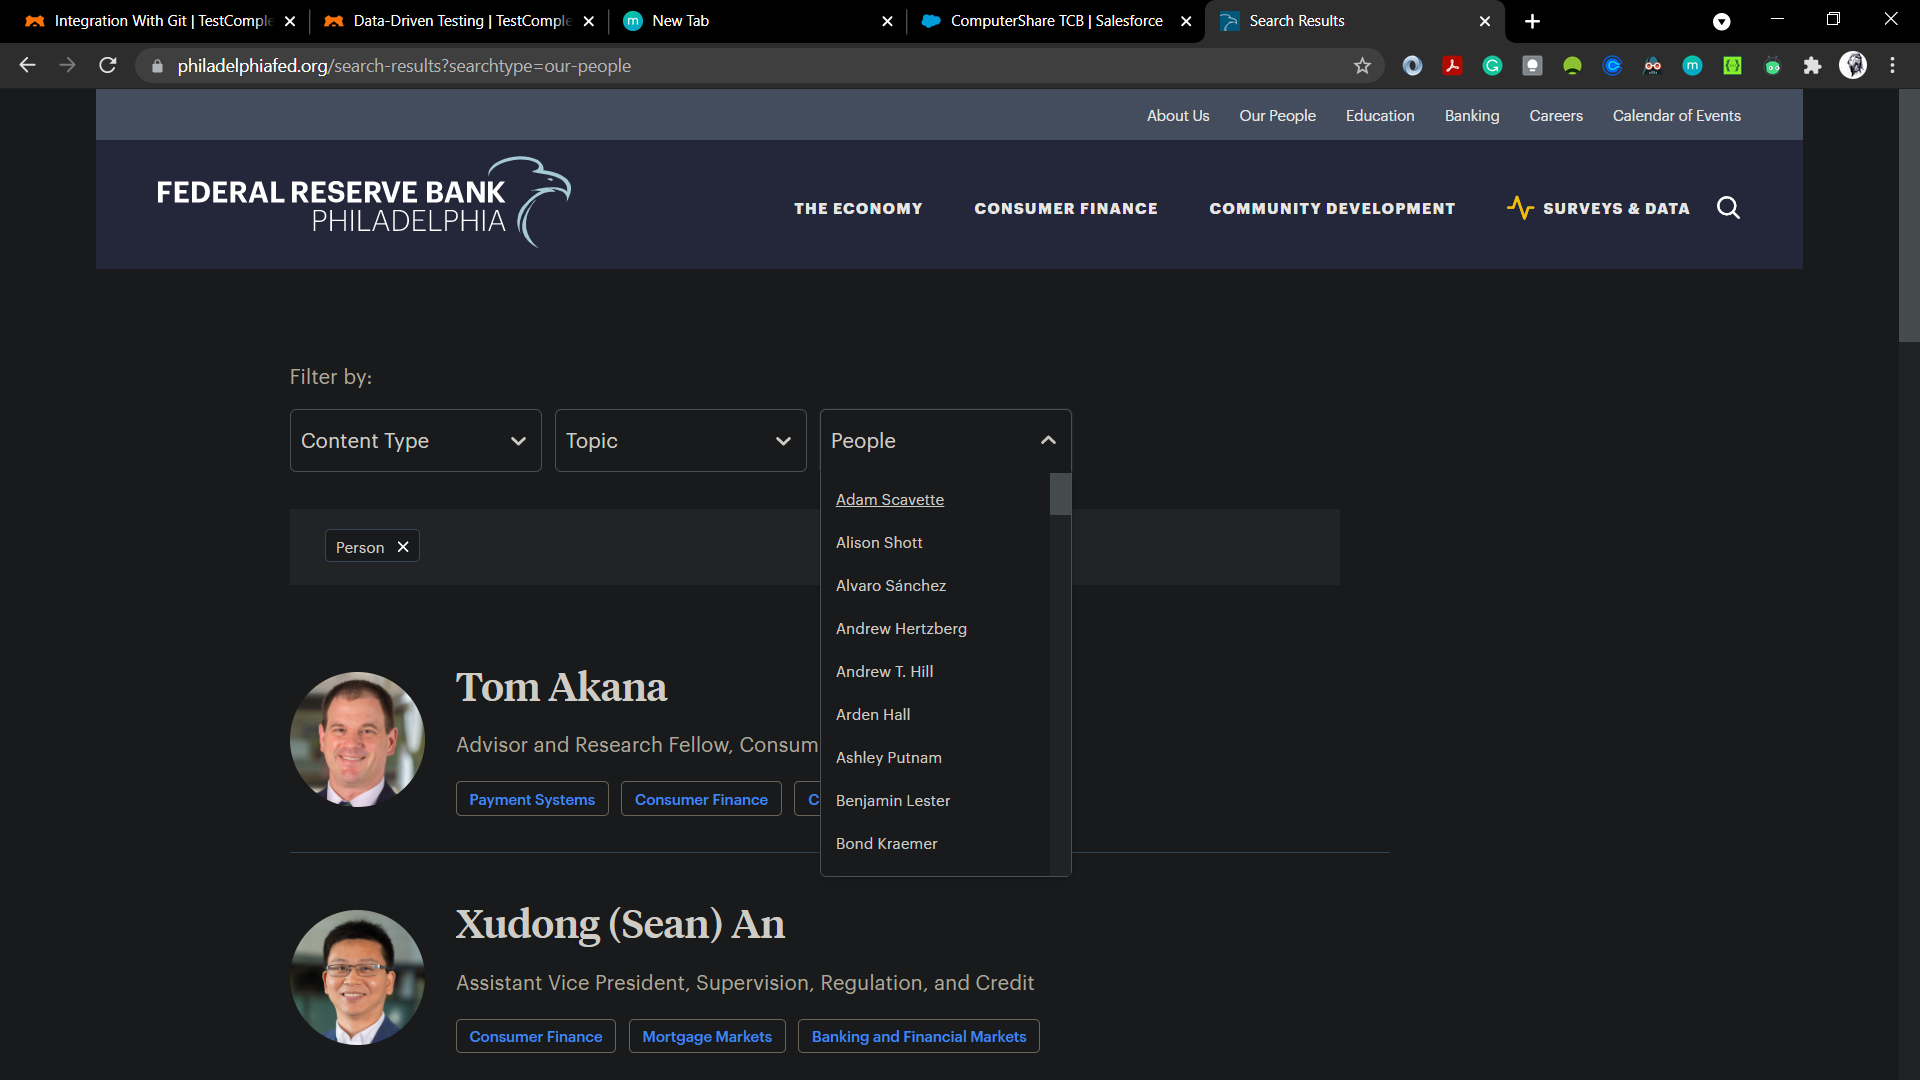 Integration With Git | TestComple
Data-Driven Testing | TestComple
New Tab
ComputerShare TCB | Salesforce
Search Results
philadelphiafed.org/search-results?searchtype=our-people
About Us
Our People
Education
Banking
Careers
Calendar of Events
FEDERAL RESERVE BANK
PHILADELPHIA
THE ECONOMY
CONSUMER FINANCE
COMMUNITY DEVELOPMENT
SURVEYS & DATA
Filter by:
Content Type
Topic
People
Adam Scavette
Alison Shott
Alvaro Sánchez
Andrew Hertzberg
Andrew T. Hill
Arden Hall
Ashley Putnam
Benjamin Lester
Bond Kraemer
Person
Tom Akana
Advisor and Research Fellow, Consum
Payment Systems
Consumer Finance
C
Xudong (Sean) An
Assistant Vice President, Supervision, Regulation, and Credit
Consumer Finance
Mortgage Markets
Banking and Financial Markets